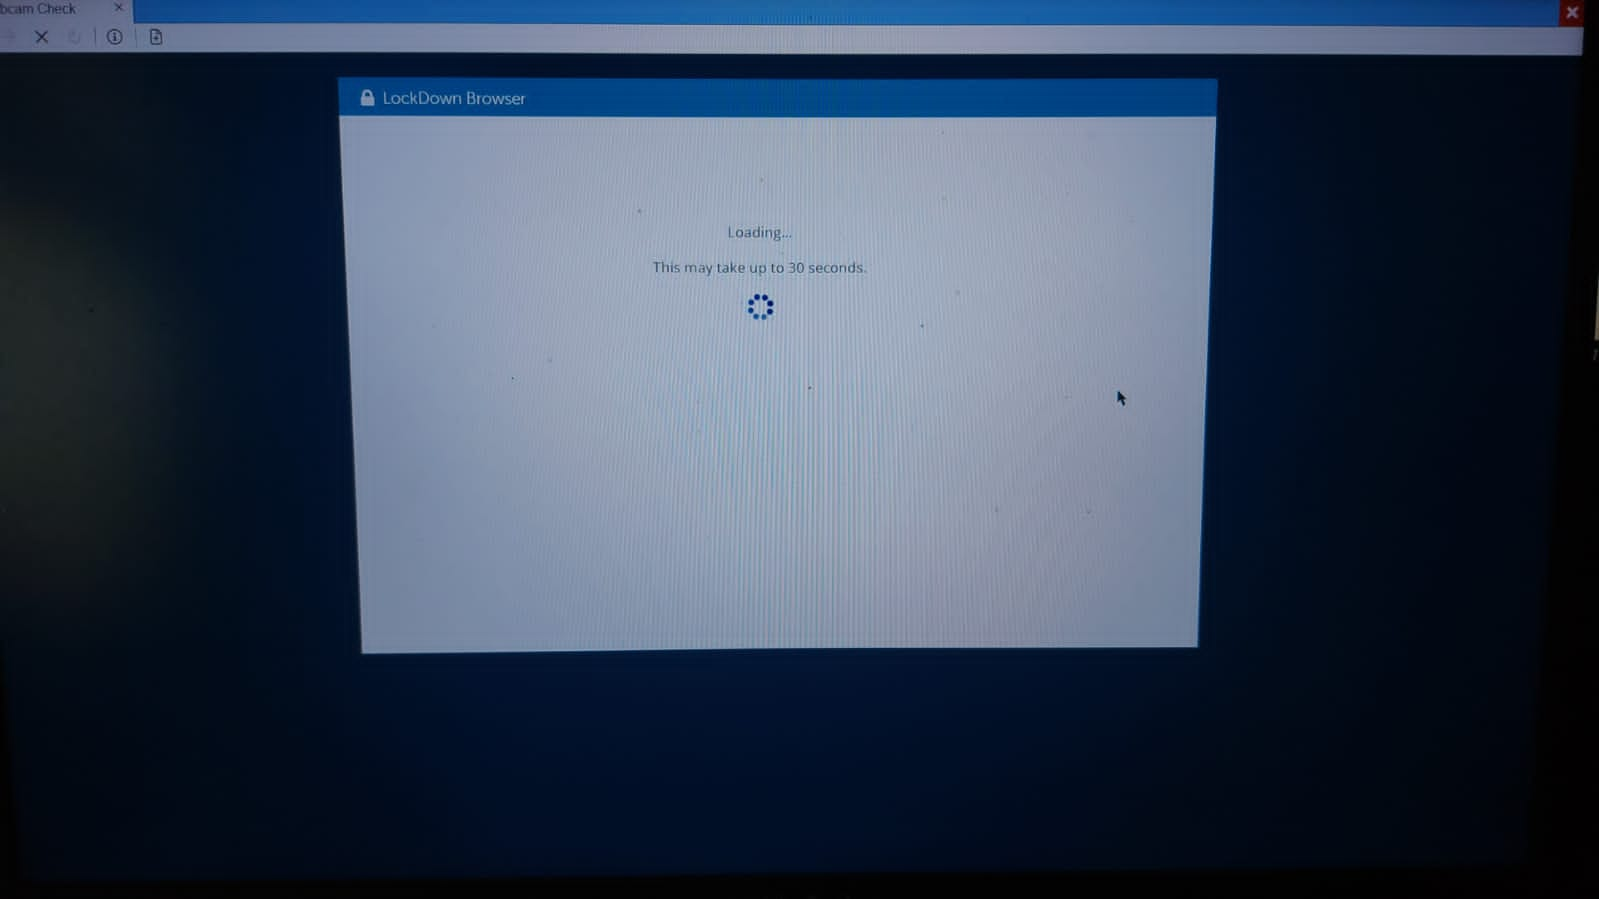 bcam Check
LockDown Browser
Loading...
This may take up to 30 seconds.